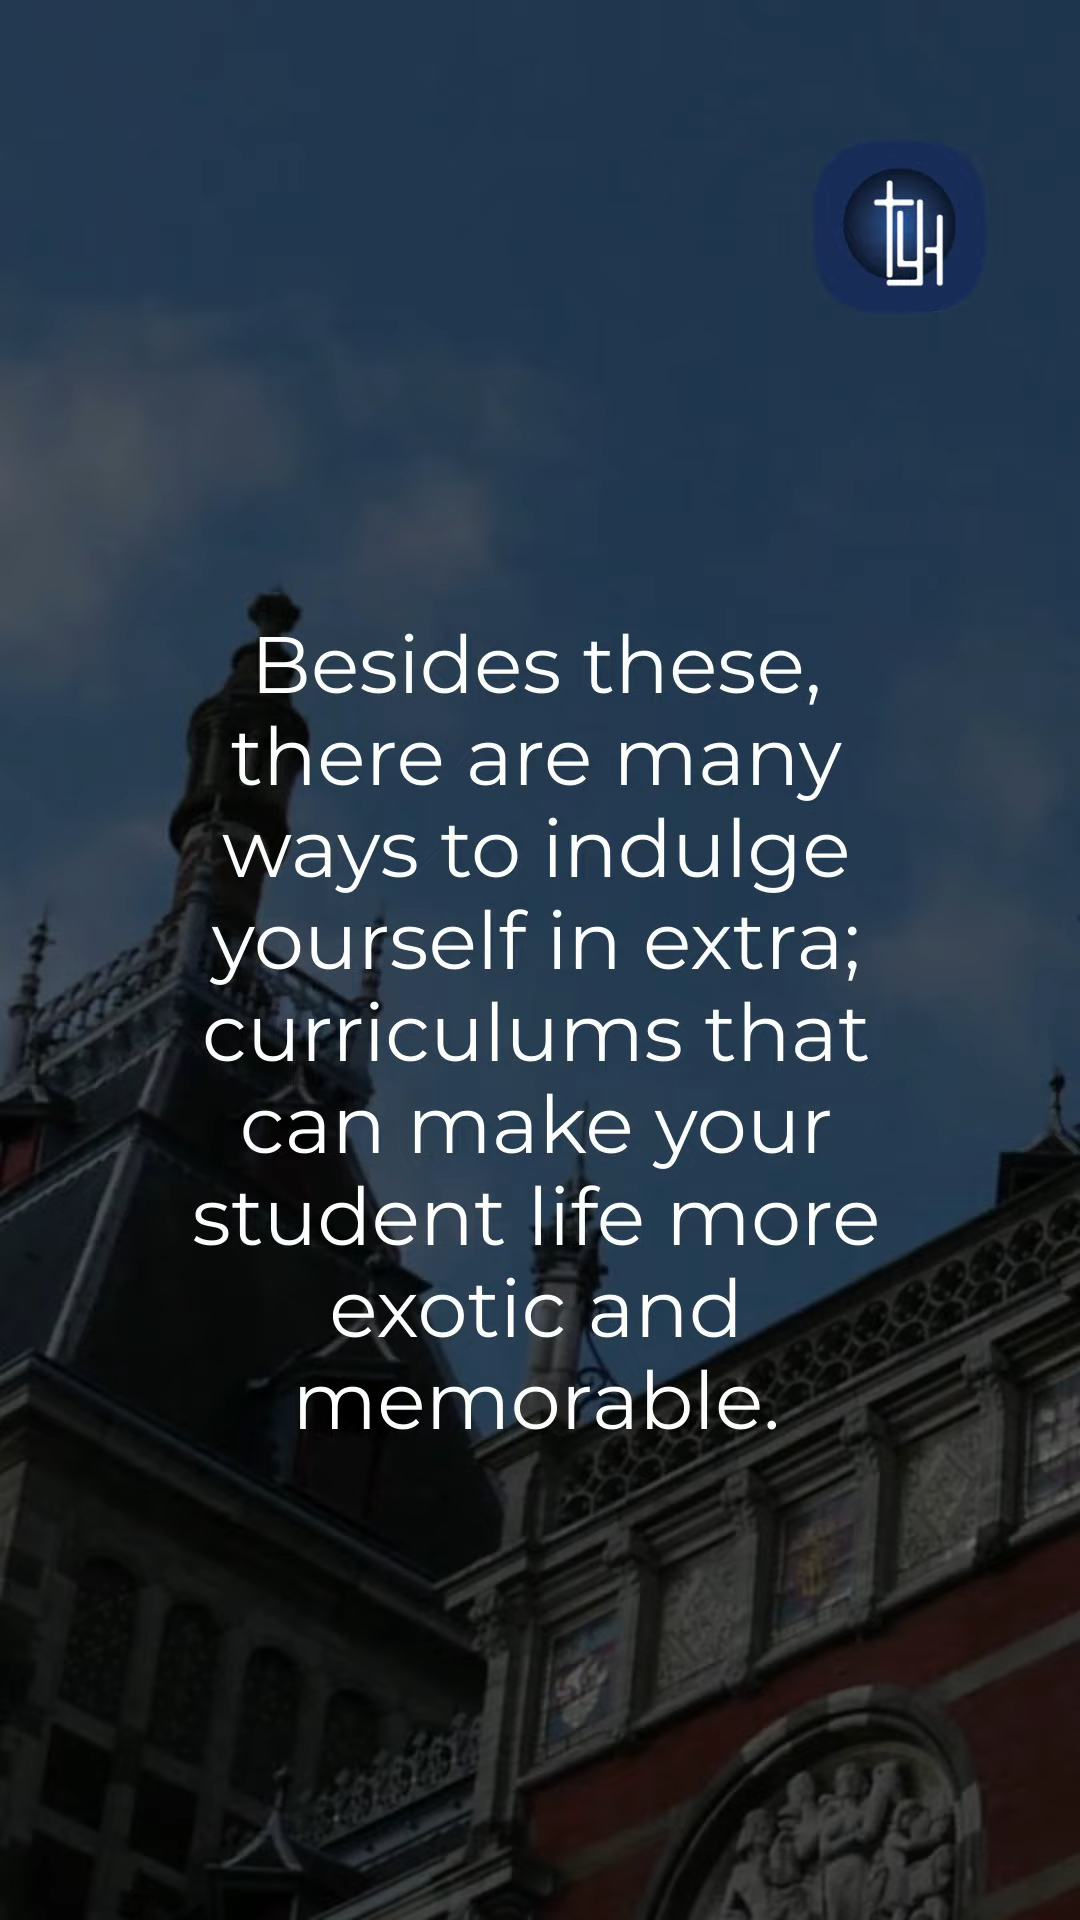 tyh
Besides these,
there are many
ways to indulge
yourself in extra;
curriculums that
can make your
student life more
exotic and
memorable.